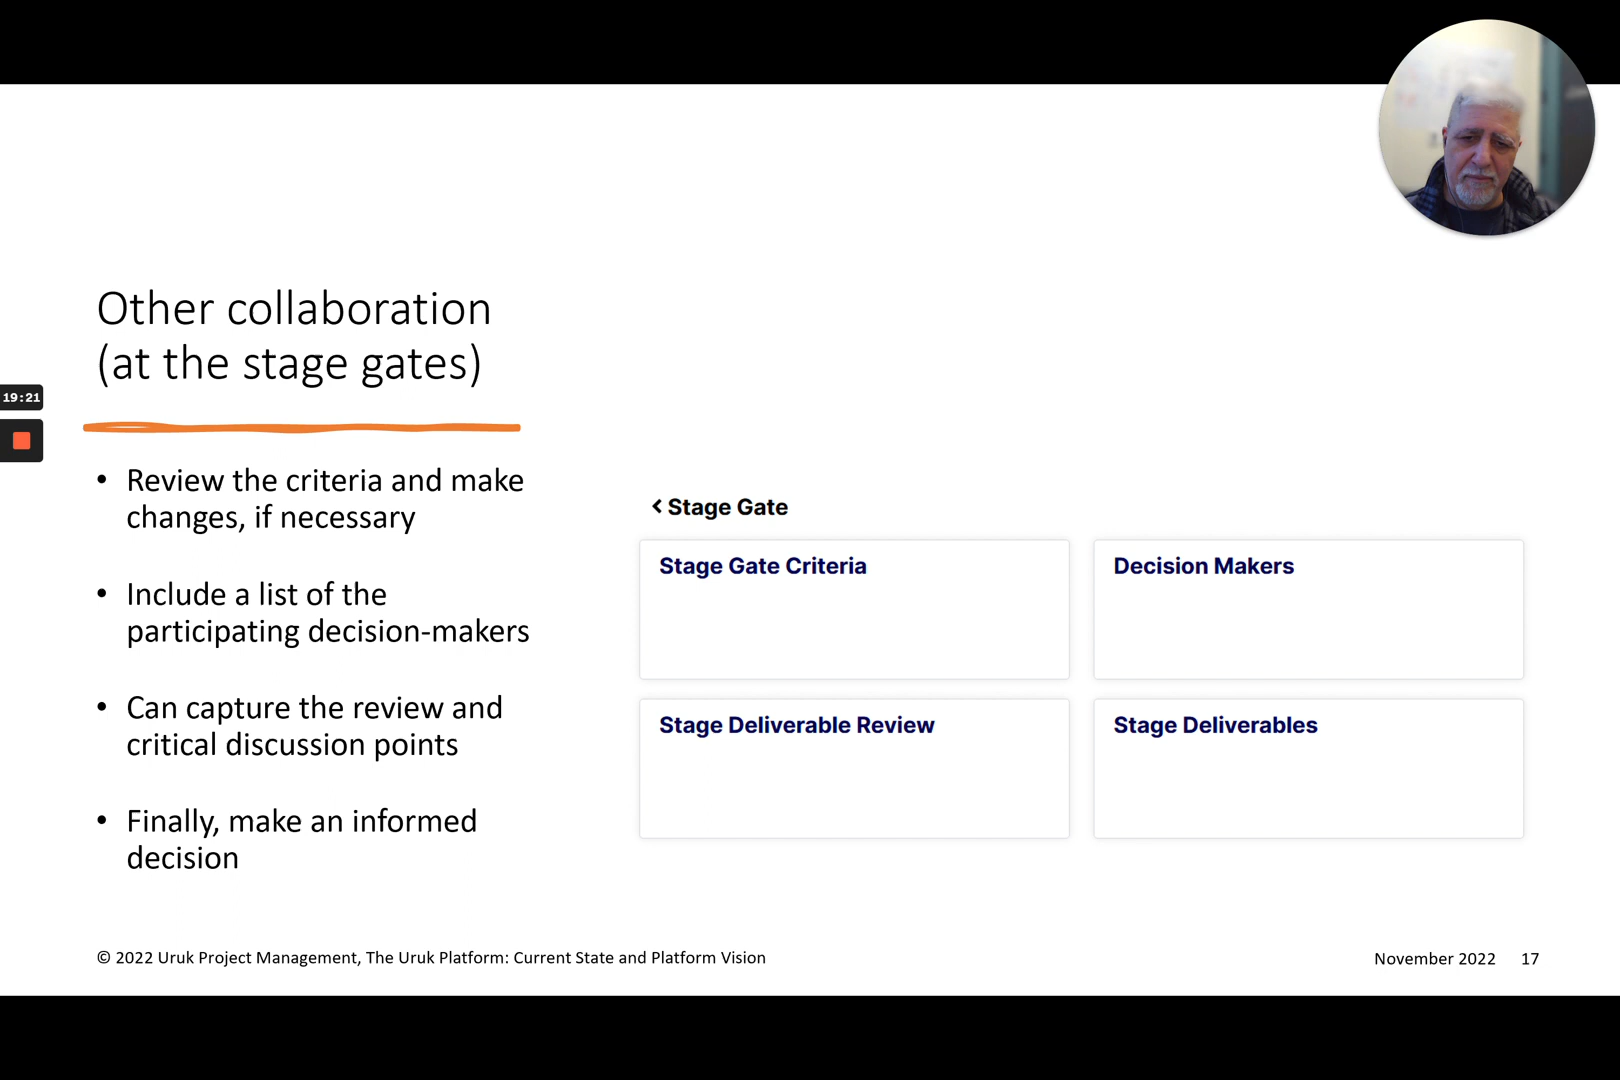 Other collaboration
(at the stage gates)
19:21
• Review the criteria and make
changes, if necessary
• Include a list of the
participating decision-makers
• Can capture the review and
critical discussion points
• Finally, make an informed
decision
< Stage Gate
Stage Gate Criteria
Decision Makers
Stage Deliverable Review
Stage Deliverables
© 2022 Uruk Project Management, The Uruk Platform: Current State and Platform Vision
November 2022 17